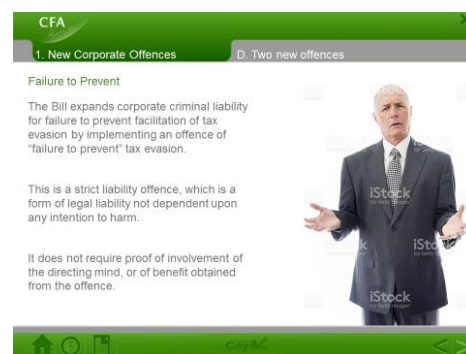 CFA
1. New Corporate Offences
D. Two new offences
Failure to Prevent
The Bill expands corporate criminal liability
for failure to prevent facilitation of tax
evasion by implementing an offence of
“failure to prevent” tax evasion.
This is a strict liability offence, which is a
form of legal liability not dependent upon
any intention to harm.
It does not require proof of involvement of
the directing mind, or of benefit obtained
from the offence.
iStock
iStock
iStock
City